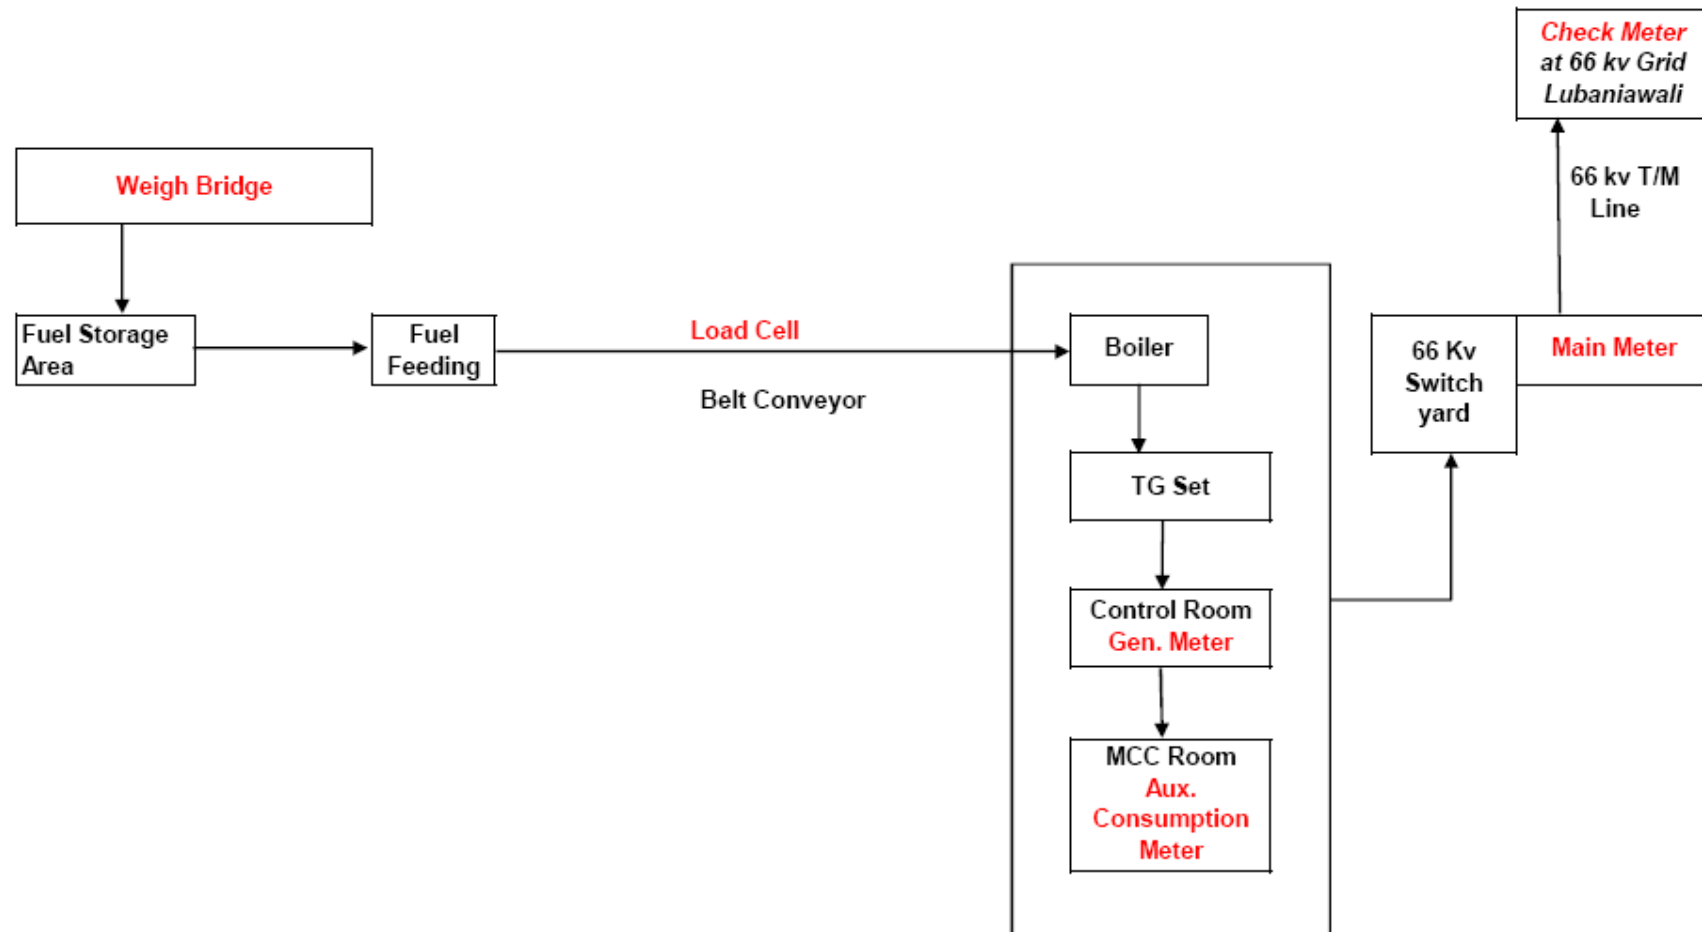 Check Meter
at 66 kv Grid
Lubaniawali
Weigh Bridge
66 kv T/M
Line
Fuel Storage
Area
Fuel
Feeding
Load Cell
Belt Conveyor
Boiler
66 Kv
Switch
yard
Main Meter
TG Set
Control Room
Gen. Meter
MCC Room
Aux.
Consumption
Meter